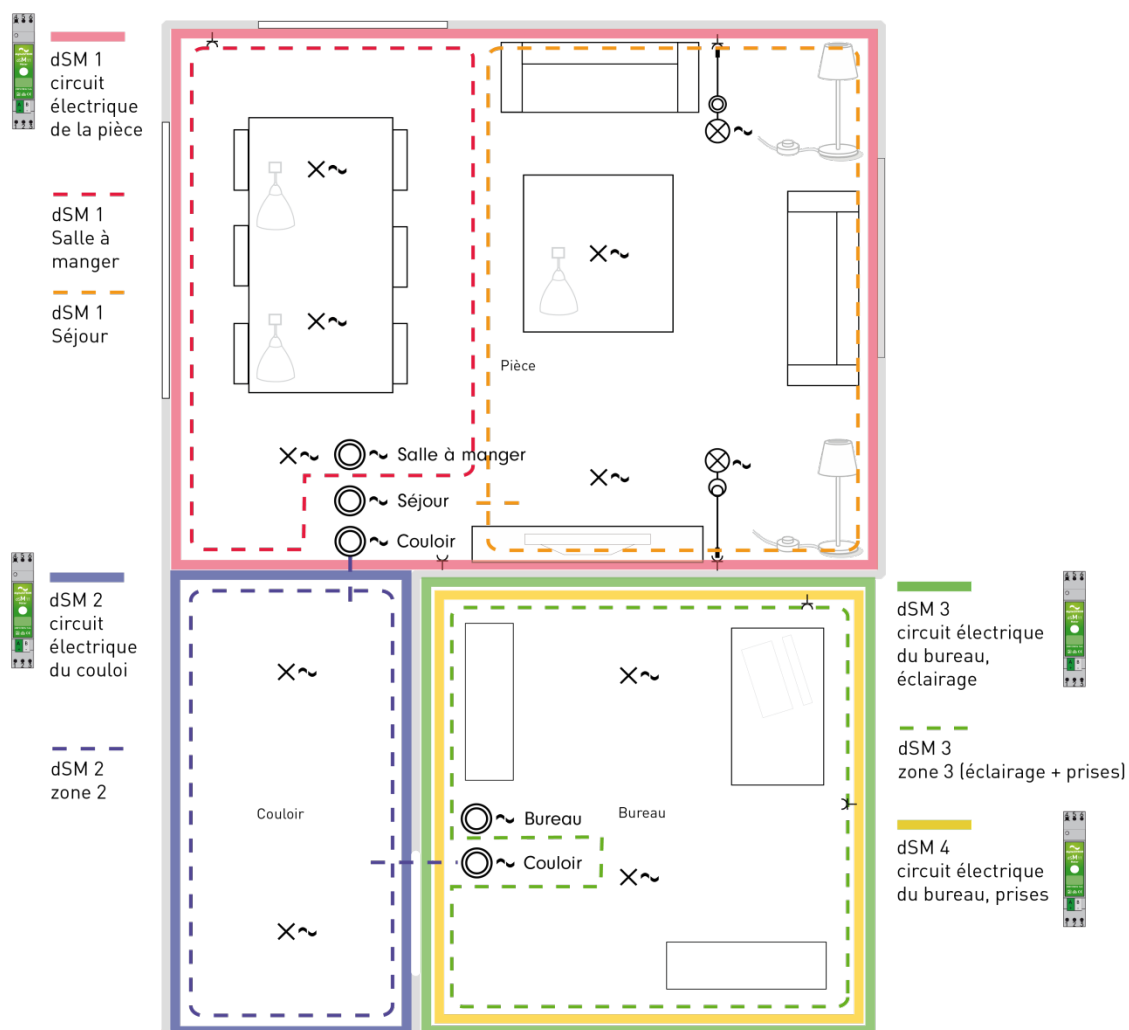 dSM 1
circuit
électrique
de la pièce
dSM 1
Salle à
manger
dSM 1
Séjour
Pièce
Salle à manger
Séjour
Couloir
dSM 2
circuit
électrique
du couloi
dSM 2
zone 2
Couloir
Bureau
Couloir
Bureau
dSM 3
circuit électrique
du bureau,
éclairage
dSM 3
zone 3 (éclairage + prises)
dSM 4
circuit électrique
du bureau, prises